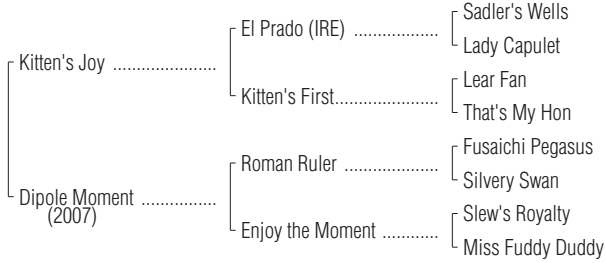 Sadler's Wells
El Prado (IRE) ..................
Lady Capulet
Kitten's Joy ......................
Lear Fan
Kitten's First......................
That's My Hon
Fusaichi Pegasus
Roman Ruler ....................
Silvery Swan
Dipole Moment ................
(2007)
Slew's Royalty
Enjoy the Moment ............
Miss Fuddy Duddy